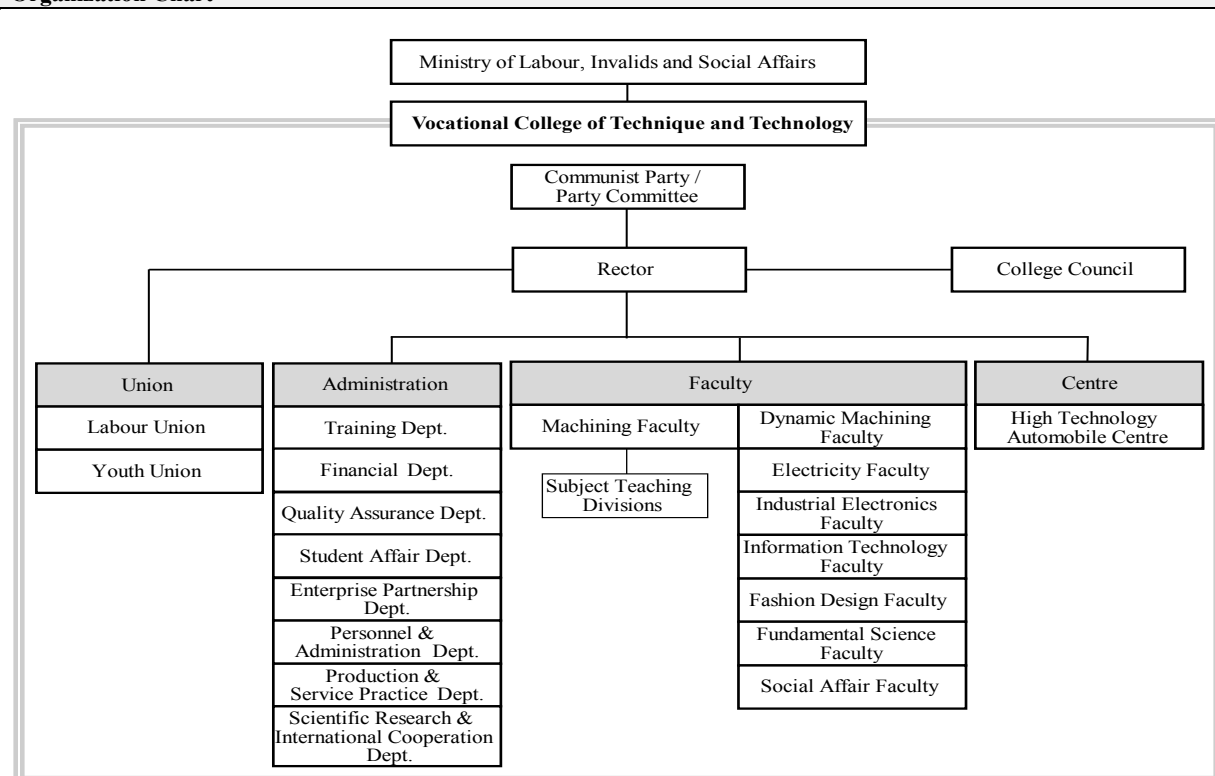 Organization Chart
Ministry of Labour, Invalids and Social Affairs
Vocational College of Technique and Technology
Communist Party /
Party Committee
Rector
College Council
Union
Labour Union
Youth Union
Administration
Training Dept.
Financial Dept.
Quality Assurance Dept.
Student Affair Dept.
Enterprise Partnership
Dept.
Personnel &
Administration Dept.
Production &
Service Practice Dept.
Scientific Research &
International Cooperation
Dept.
Faculty
Machining Faculty
Subject Teaching
Divisions
Dynamic Machining
Faculty
Electricity Faculty
Industrial Electronics
Faculty
Information Technology
Faculty
Fashion Design Faculty
Fundamental Science
Faculty
Social Affair Faculty
Centre
High Technology
Automobile Centre